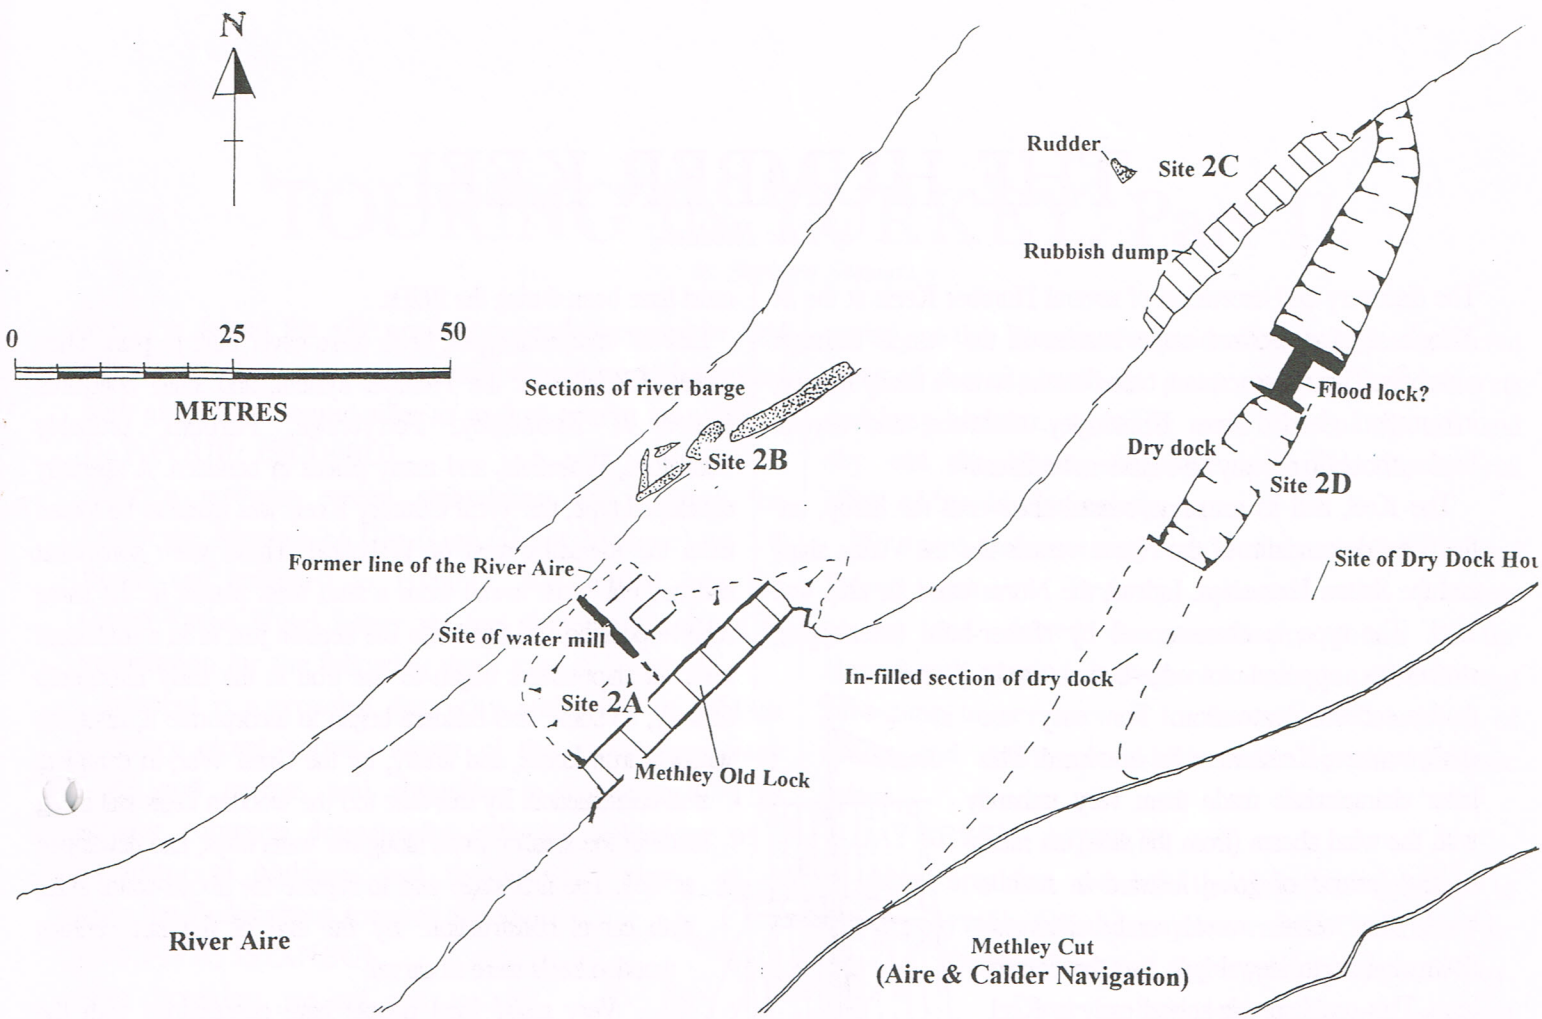 N
Rudder
Site 2C
Rubbish dump
0 25 50
METRES
Sections of river barge
Site 2B
Flood lock?
Dry dock
Site 2D
Former line of the River Aire
Site of Dry Dock Hou
Site of water mill
Site 2A
In-filled section of dry dock
Methley Old Lock
River Aire
Methley Cut
(Aire & Calder Navigation)